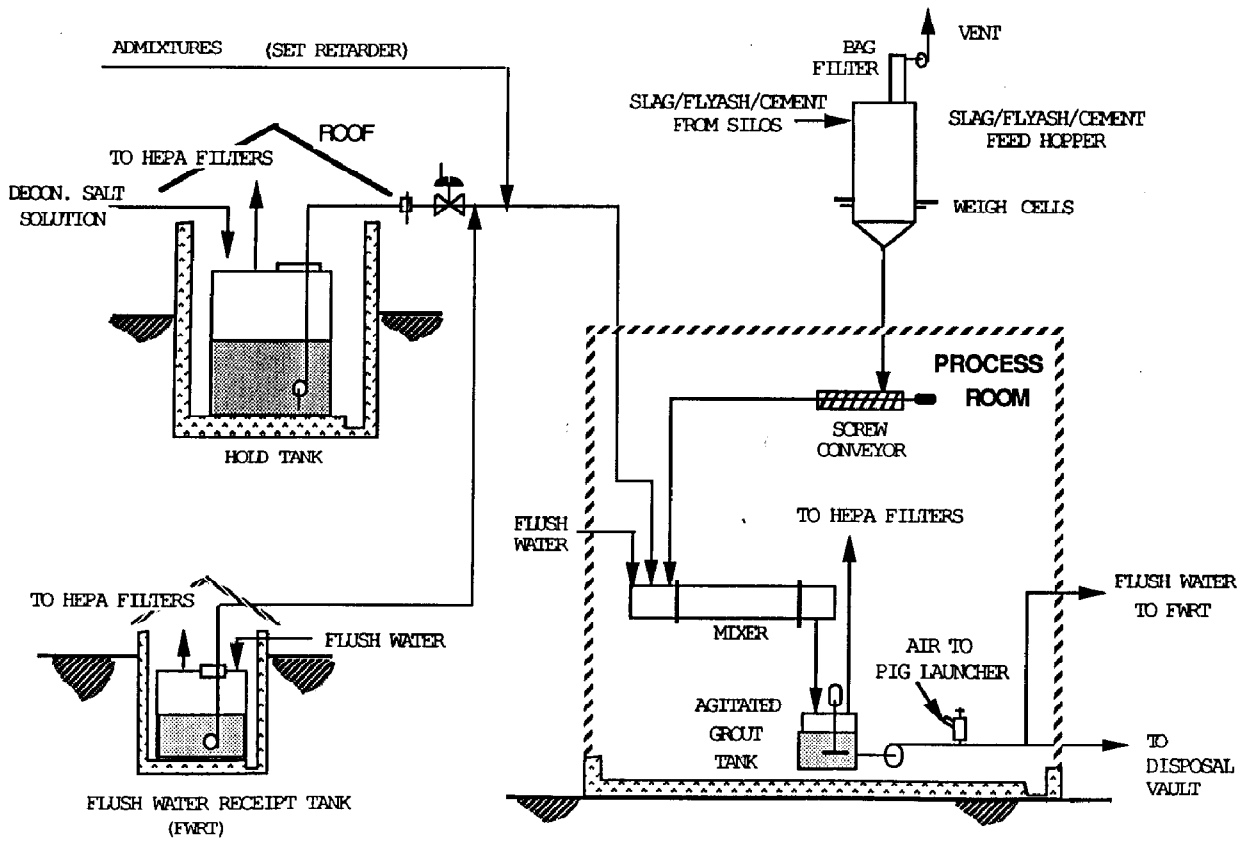 ADMIXTURES (SET RETARDER)
BAG
FILTER
VENT
SLAG/FLYASH/CEMENT
FROM SILOS
SLAG/FLYASH/CEMENT
FEED HOPPER
ROOF
TO HEPA FILTERS
DECON. SALT
SOLUTION
WEIGH CELLS
HOLD TANK
PROCESS
ROOM
SCREW
CONVEYOR
FLUSH
WATER
TO HEPA FILTERS
TO HEPA FILTERS
FLUSH WATER
MIXER
FLUSH WATER
TO FWRT
AIR TO
PIG LAUNCHER
AGITATED
GROUT
TANK
TO
DISPOSAL
VAULT
FLUSH WATER RECEIPT TANK
(FWRT)